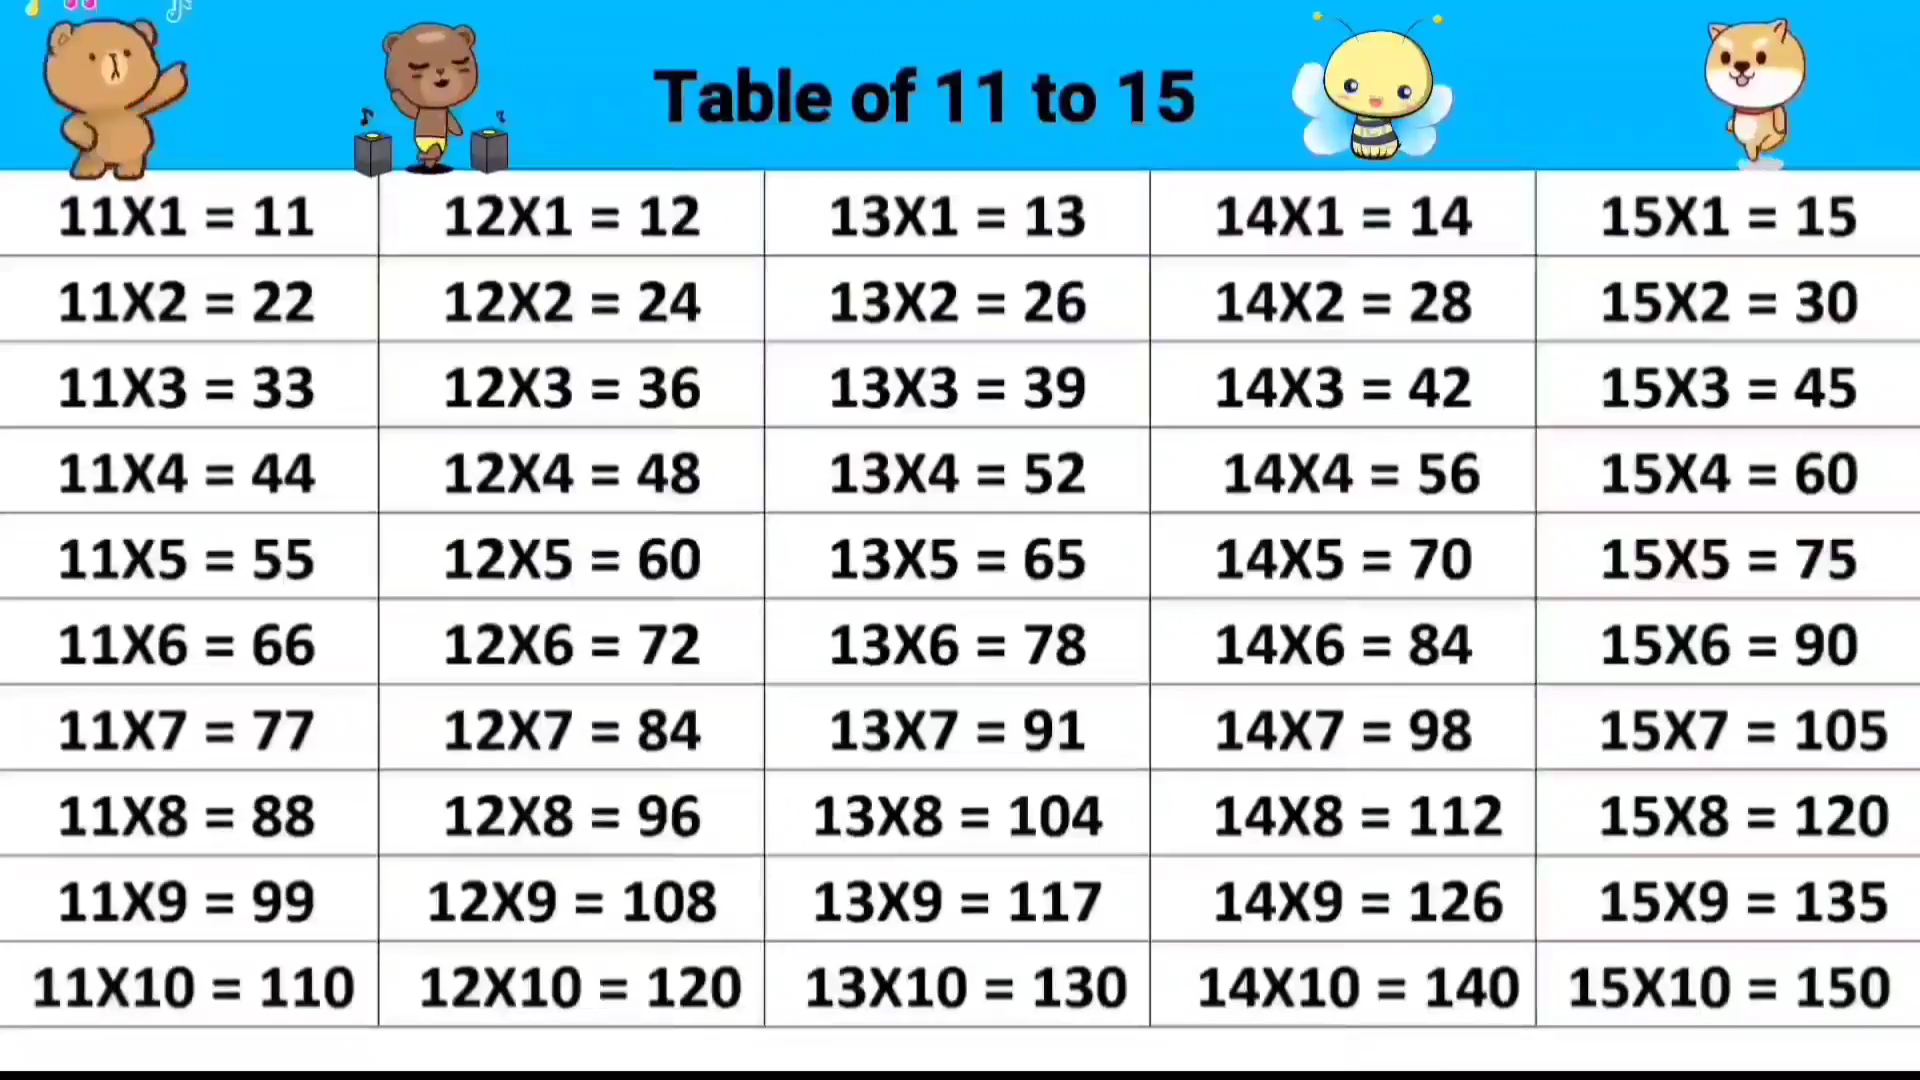 Table of 11 to 15
11X1 = 11 12X1 = 12 13X1 = 13 14X1 = 14 15X1 = 15
11X2 = 22 12X2 = 24 13X2 = 26 14X2 = 28 15X2 = 30
11X3 = 33 12X3 = 36 13X3 = 39 14X3 = 42 15X3 = 45
11X4 = 44 12X4 = 48 13X4 = 52 14X4 = 56 15X4 = 60
11X5 = 55 12X5 = 60 13X5 = 65 14X5 = 70 15X5 = 75
11X6 = 66 12X6 = 72 13X6 = 78 14X6 = 84 15X6 = 90
11X7 = 77 12X7 = 84 13X7 = 91 14X7 = 98 15X7 = 105
11X8 = 88 12X8 = 96 13X8 = 104 14X8 = 112 15X8 = 120
11X9 = 99 12X9 = 108 13X9 = 117 14X9 = 126 15X9 = 135
11X10 = 110 12X10 = 120 13X10 = 130 14X10 = 140 15X10 = 150